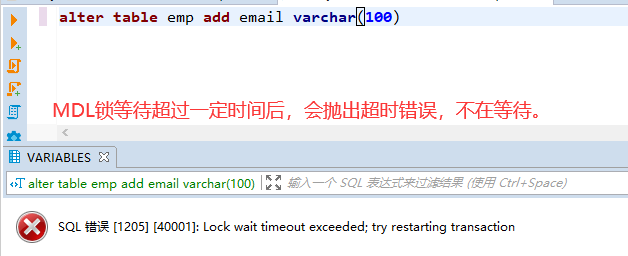 alter table emp add email varchar(100)
MDL锁等待超过一定时间后，会抛出超时错误，不在等待。
VARIABLES
T alter table emp add email varchar(100)
输入一个 SQL 表达式来过滤结果 (使用 Ctrl+Space)
SQL 错误 [1205] [40001]: Lock wait timeout exceeded; try restarting transaction